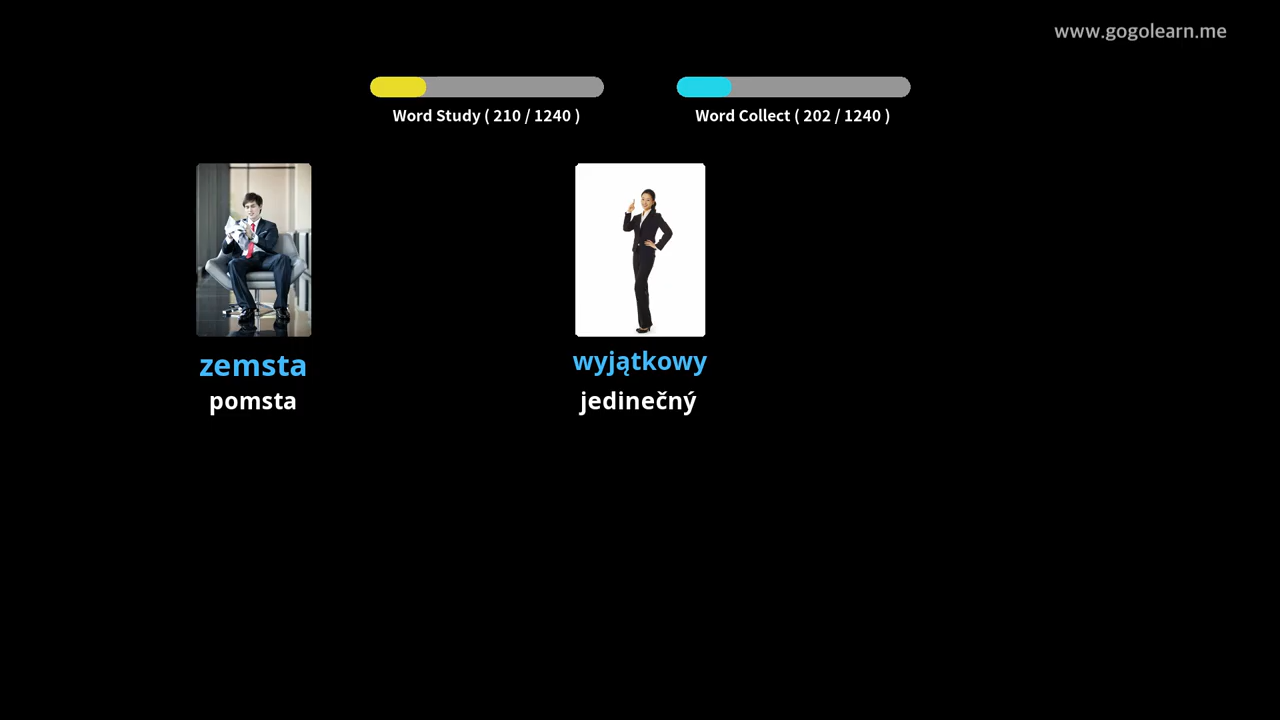 www.gogolearn.me
Word Study ( 210 / 1240 )
Word Collect ( 202 / 1240 )
zemsta
pomsta
wyjątkowy
jedinečný